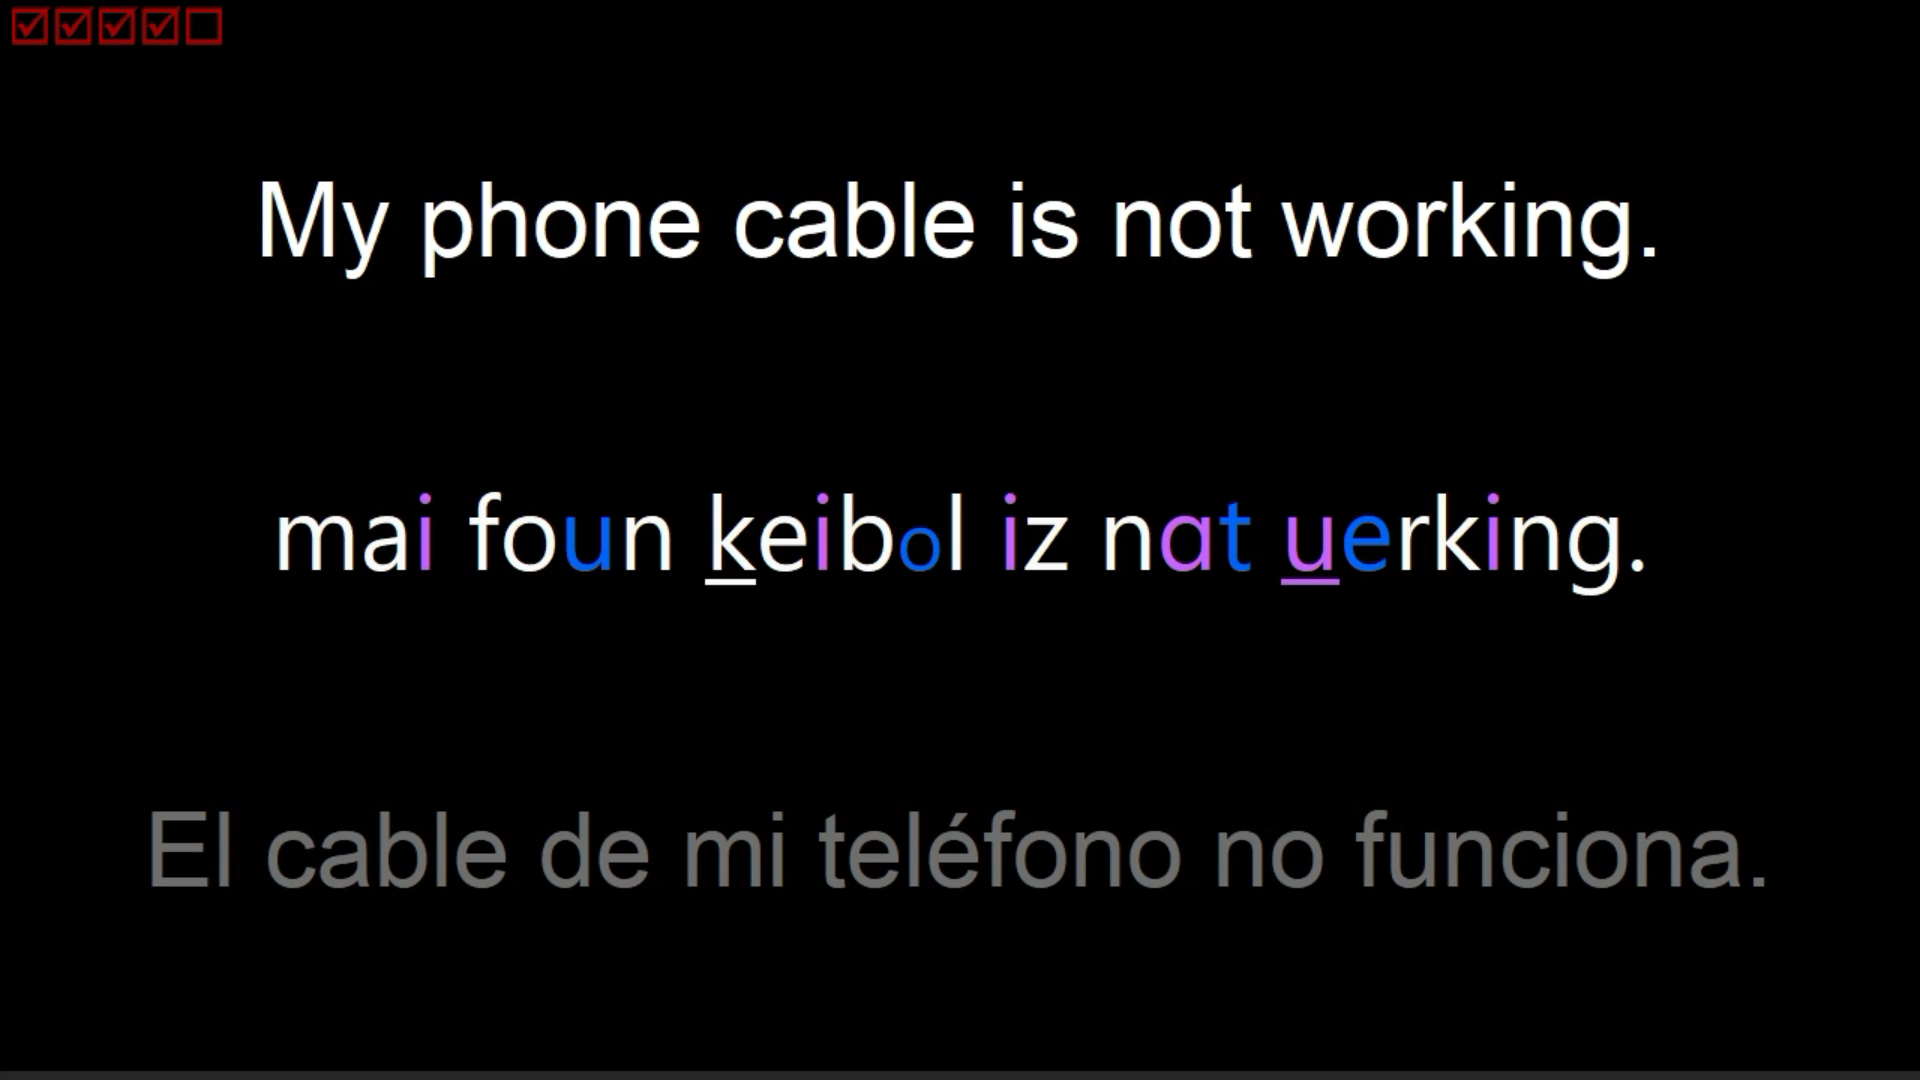 My phone cable is not working.
mai foun keibol iz nɑt uerking.
El cable de mi teléfono no funciona.